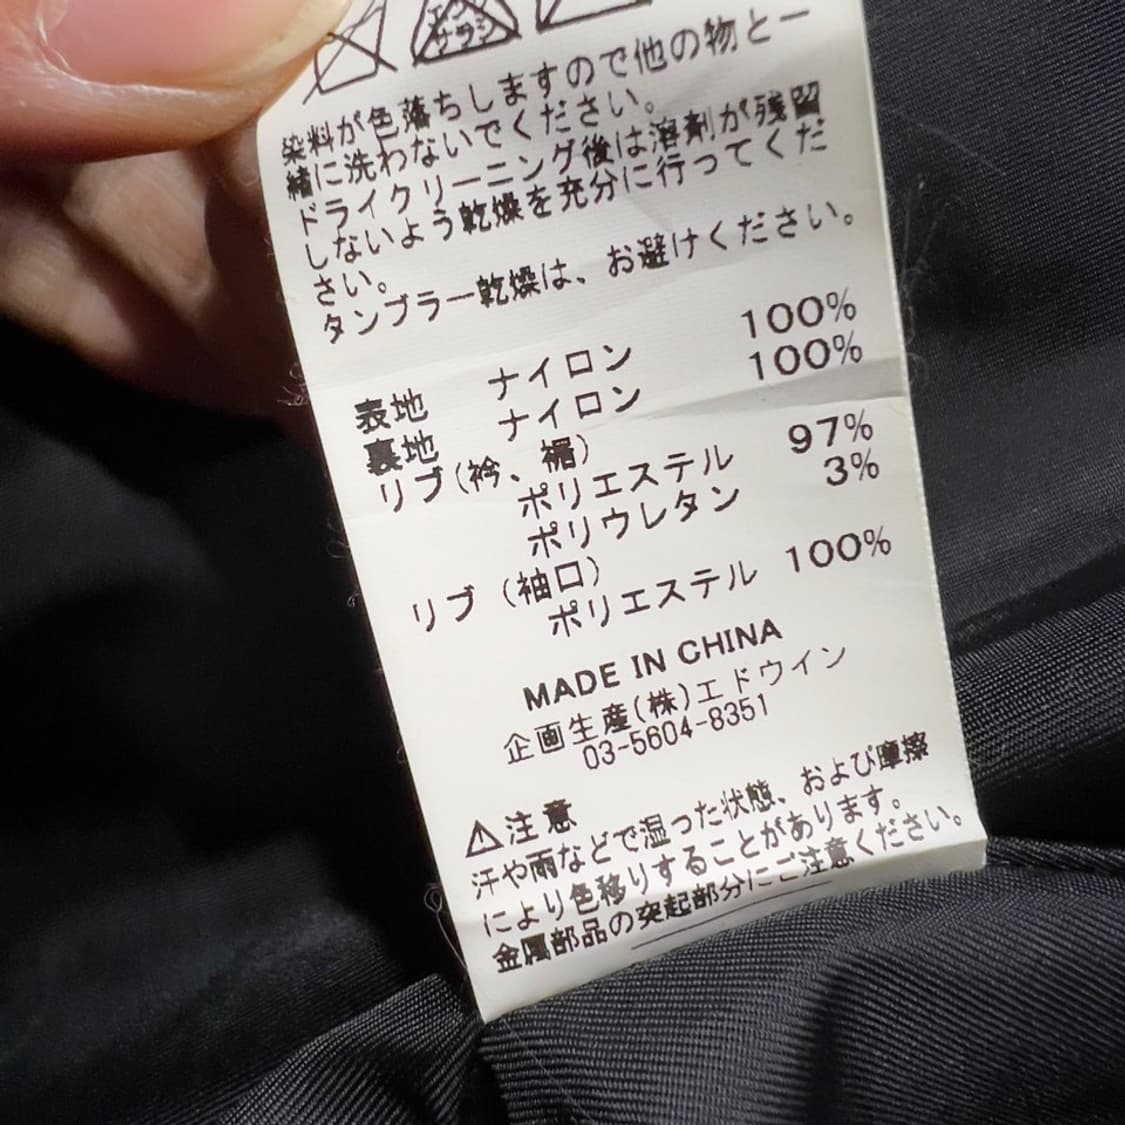 エンソ
サラシ
染料が色落ちしますので他の物と一
緒に洗わないでください。
ドライクリーニング後は溶剤が残留
しないよう乾燥を充分に行ってくだ
さい。
タンブラー乾燥は、お避けください。
表地 ナイロン 100%
裏地 ナイロン 100%
リブ(衿、裾)
ポリエステル 97%
ポリウレタン 3%
リブ(袖口)
ポリエステル 100%
MADE IN CHINA
企画生産(株)エドウイン
03-5604-8351
⚠注意
汗や雨などで湿った状態、および摩擦
により色移りすることがあります。
金属部品の突起部分にご注意ください。